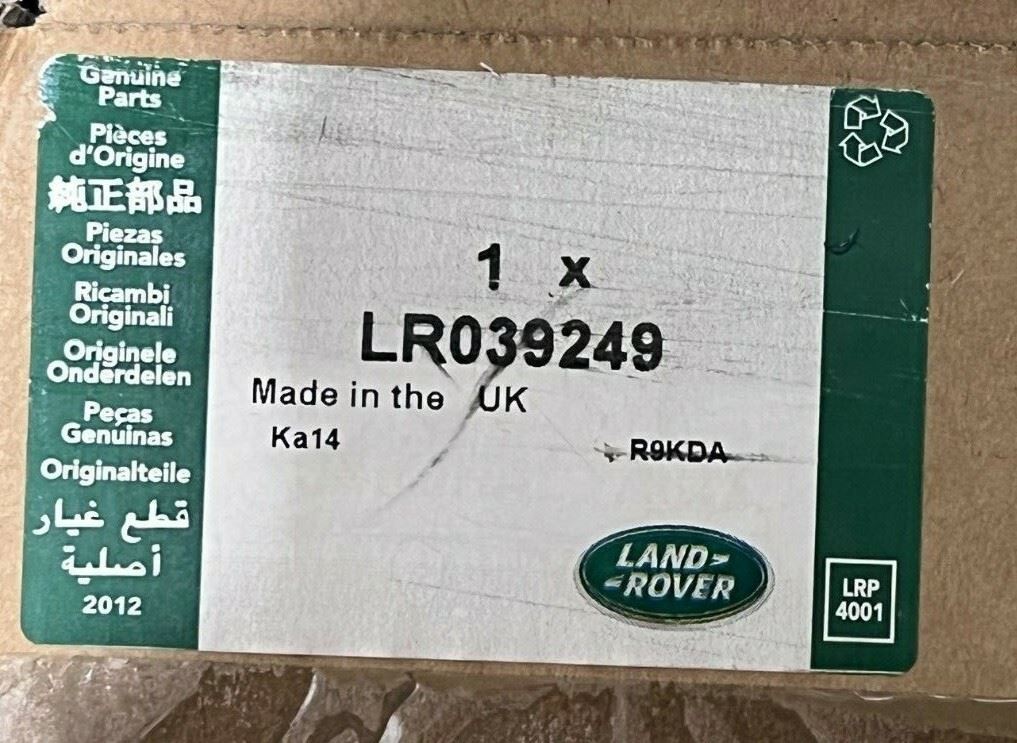 Genuine
Parts
Pièces
d'Origine
純正部品
Piezas
Originales
Ricambi
Originali
Originele
Onderdelen
Peças
Genuinas
Originalteile
قطع غيار
أصلية
2012
1 x
LR039249
Made in the UK
Ka14
R9KDA
LAND
ROVER
LRP
4001